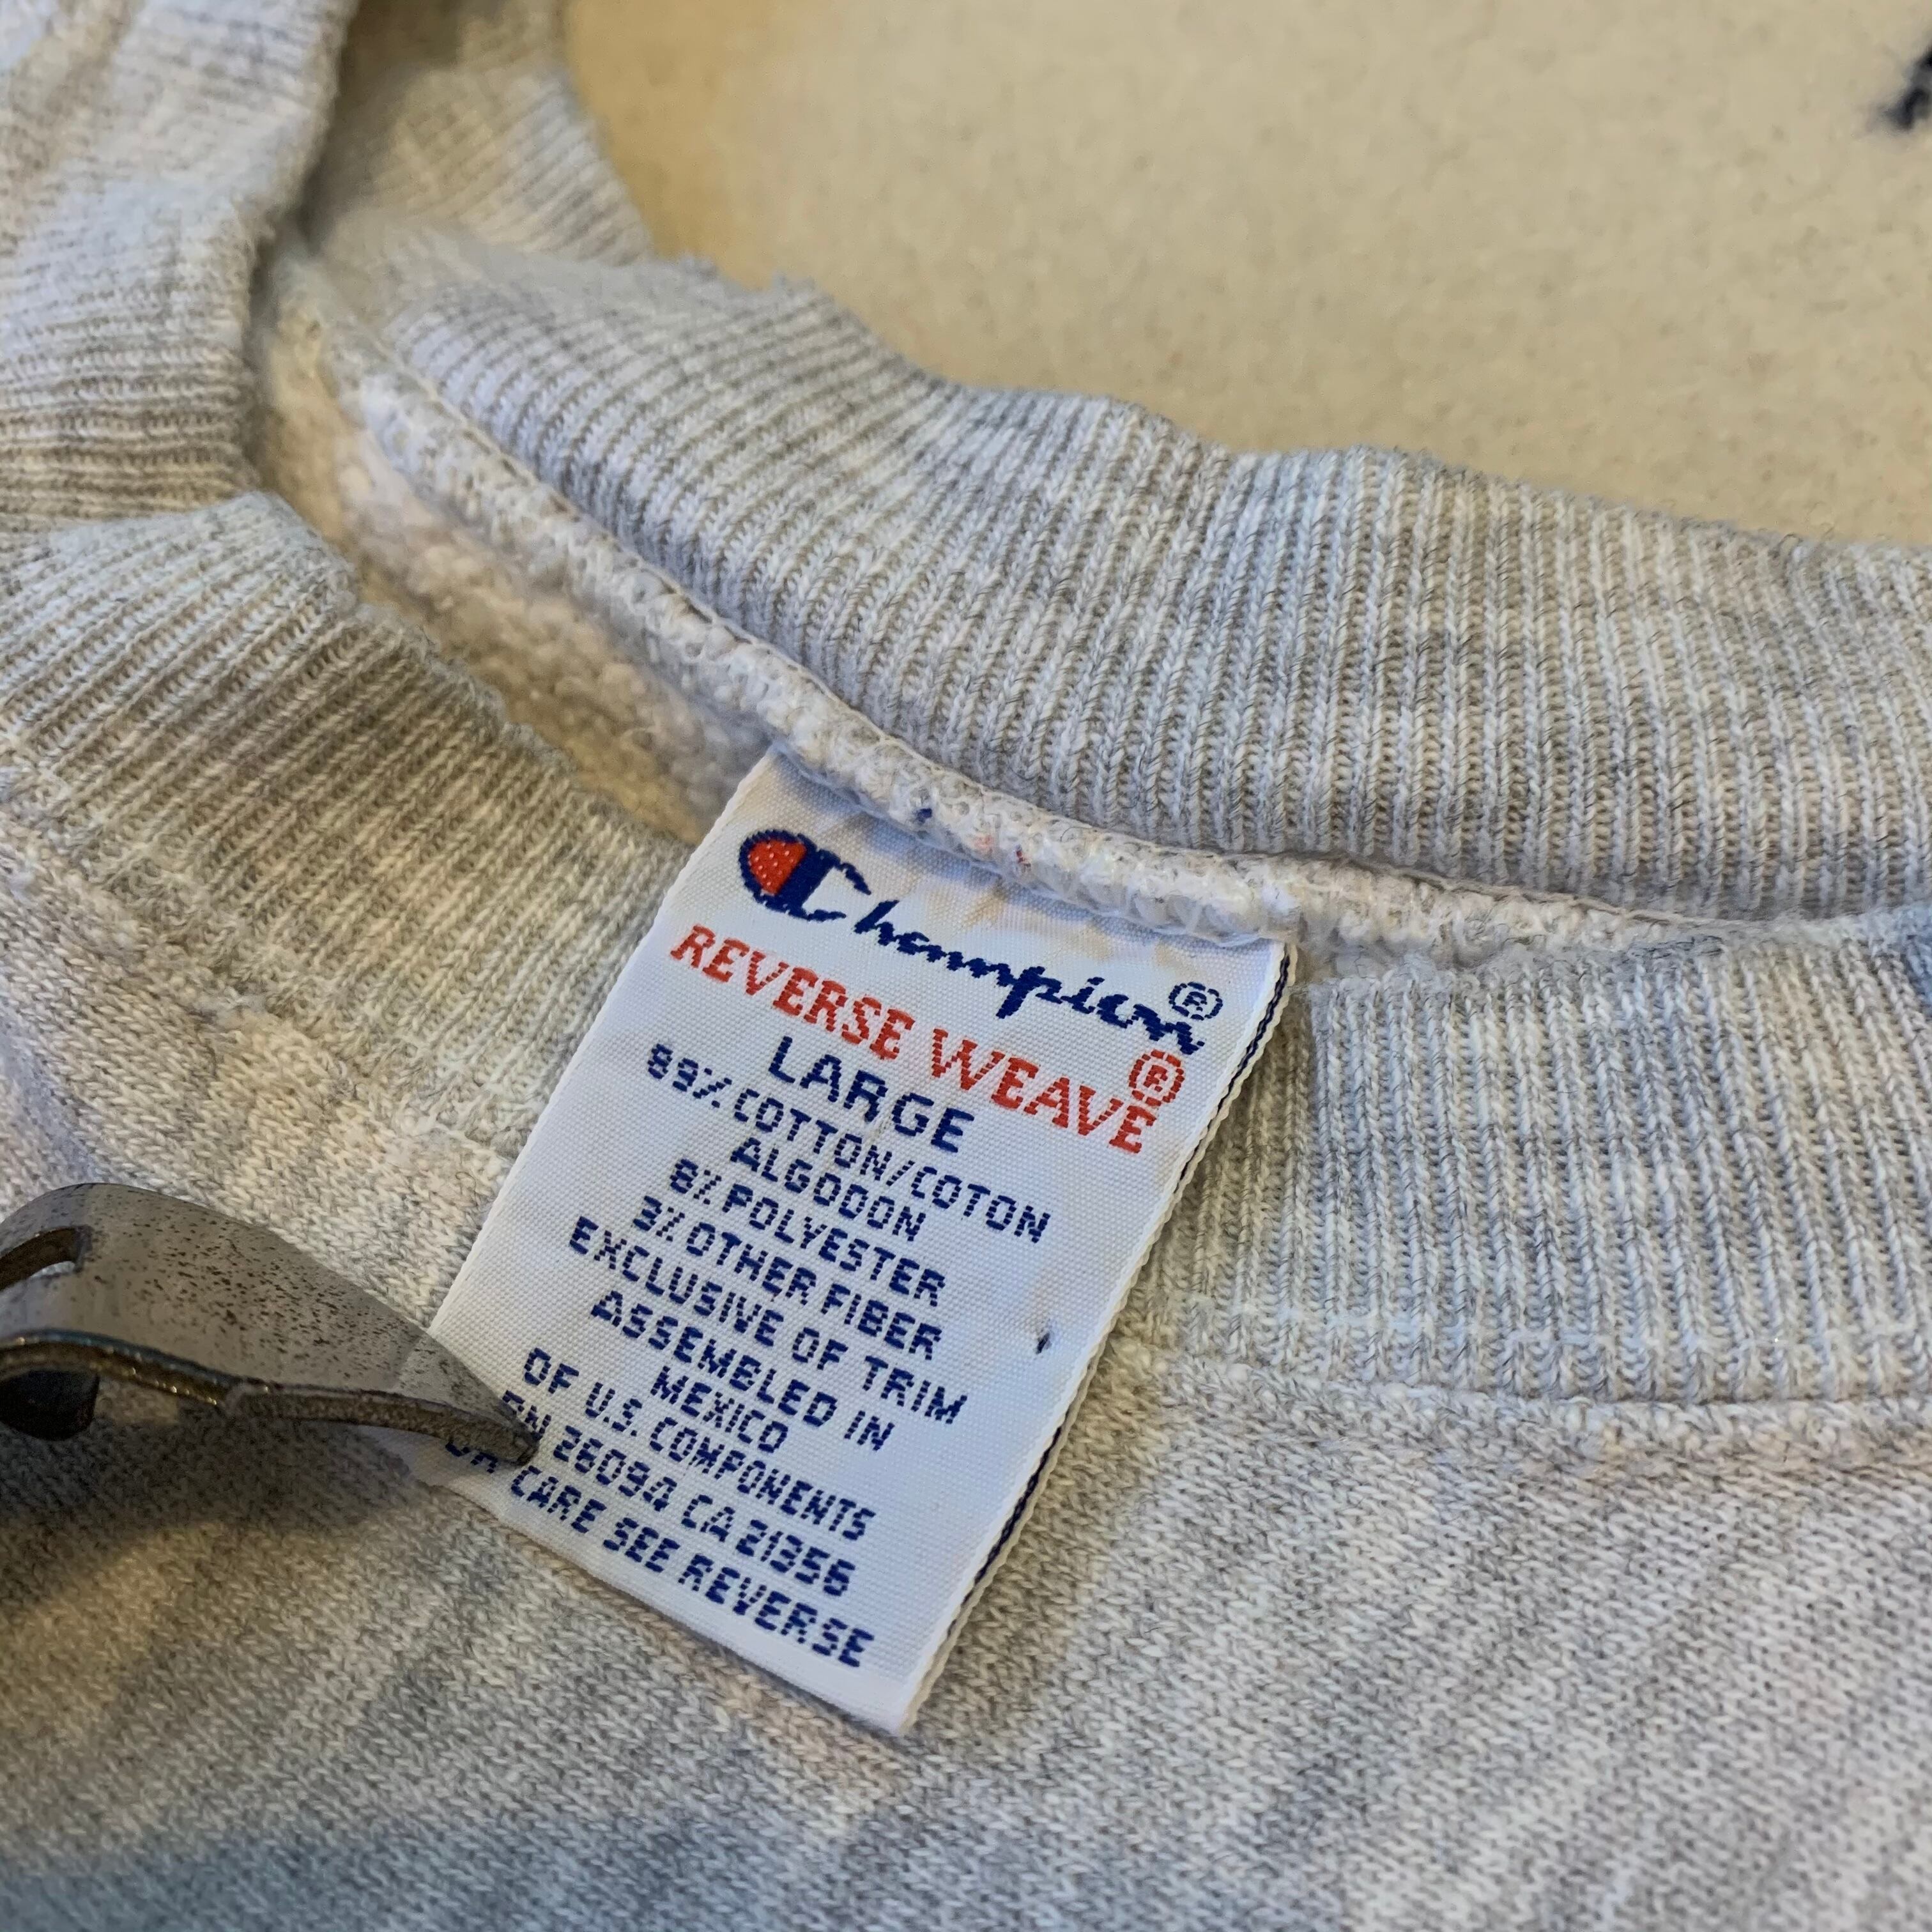 Champion®
REVERSE WEAVE®
LARGE
89% COTTON/COTON
ALGODON
8% POLYESTER
3% OTHER FIBER
EXCLUSIVE OF TRIM
ASSEMBLED IN
MEXICO
OF U.S. COMPONENTS
RN 26094 CA 21356
CARE SEE REVERSE